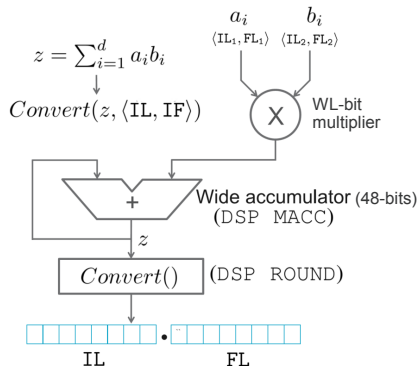 z = ∑_{i=1}^{d} a_i b_i
Convert(z, ⟨IL, IF⟩)
a_i b_i
⟨IL₁, FL₁⟩ ⟨IL₂, FL₂⟩
X
WL-bit
multiplier
+
Wide accumulator (48-bits)
(DSP MACC)
z
Convert() (DSP ROUND)
.
IL FL